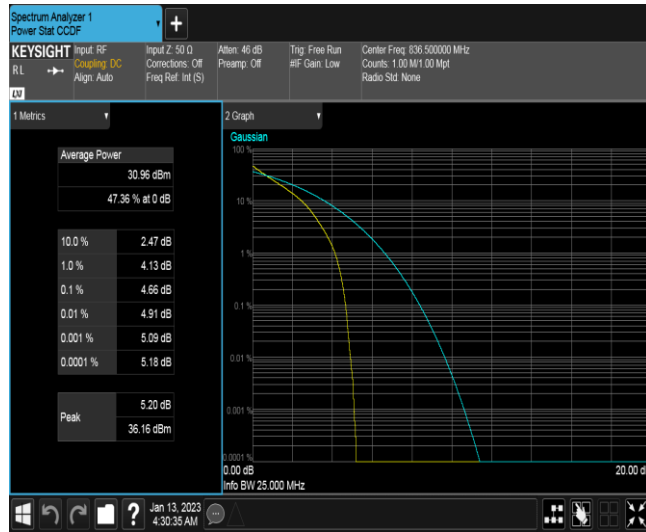 Spectrum Analyzer 1
Power Stat CCDF
+
KEYSIGHT
RL
LXI
Input: RF
Coupling: DC
Align: Auto
Input Z: 50 Ω
Corrections: Off
Freq Ref: Int (S)
Atten: 46 dB
Preamp: Off
Trig: Free Run
#IF Gain: Low
Center Freq: 836.500000 MHz
Counts: 1.00 M/1.00 Mpt
Radio Std: None
1 Metrics
Average Power
30.96 dBm
47.36 % at 0 dB
10.0 % 2.47 dB
1.0 % 4.13 dB
0.1 % 4.66 dB
0.01 % 4.91 dB
0.001 % 5.09 dB
0.0001 % 5.18 dB
Peak
5.20 dB
36.16 dBm
2 Graph
Gaussian
100 %
10 %
1 %
0.1 %
0.01 %
0.001 %
0.0001 %
0.00 dB
20.00 d
Info BW 25.000 MHz
?
Jan 13, 2023
4:30:35 AM